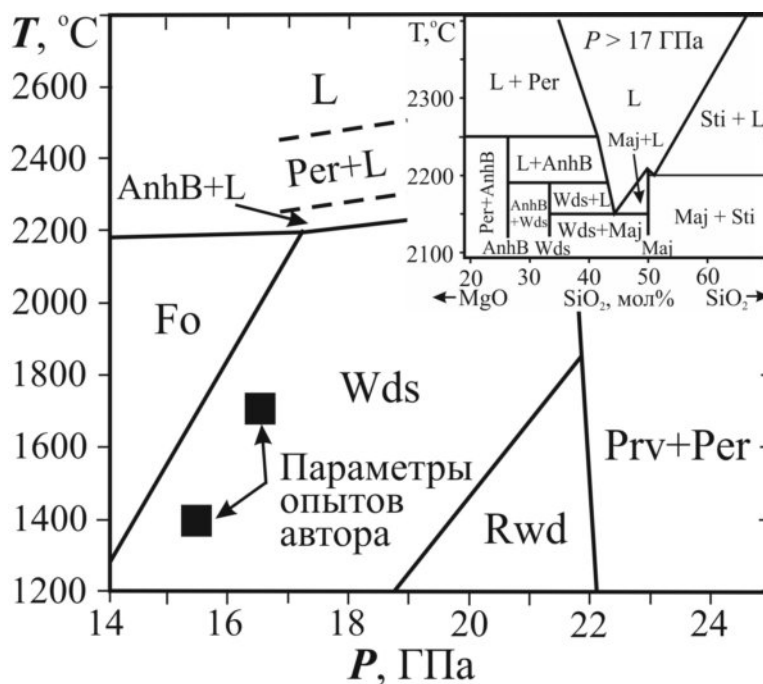 T, °C
2600
2400
2200
2000
1800
1600
1400
1200
14
16
18
20
22
24
P, ГПа
L
Per+L
AnhB+L
Fo
Wds
Параметры
опытов
автора
Rwd
Prv+Per
T,°C
2300
2200
2100
P > 17 ГПа
L + Per
L
Sti + L
Maj+L
L+AnhB
Per+AnhB
AnhB
+Wds
Wds+L
Wds+Maj
Maj + Sti
AnhB Wds
Maj
20
40
50
60
←MgO
SiO₂, мол%
SiO₂→